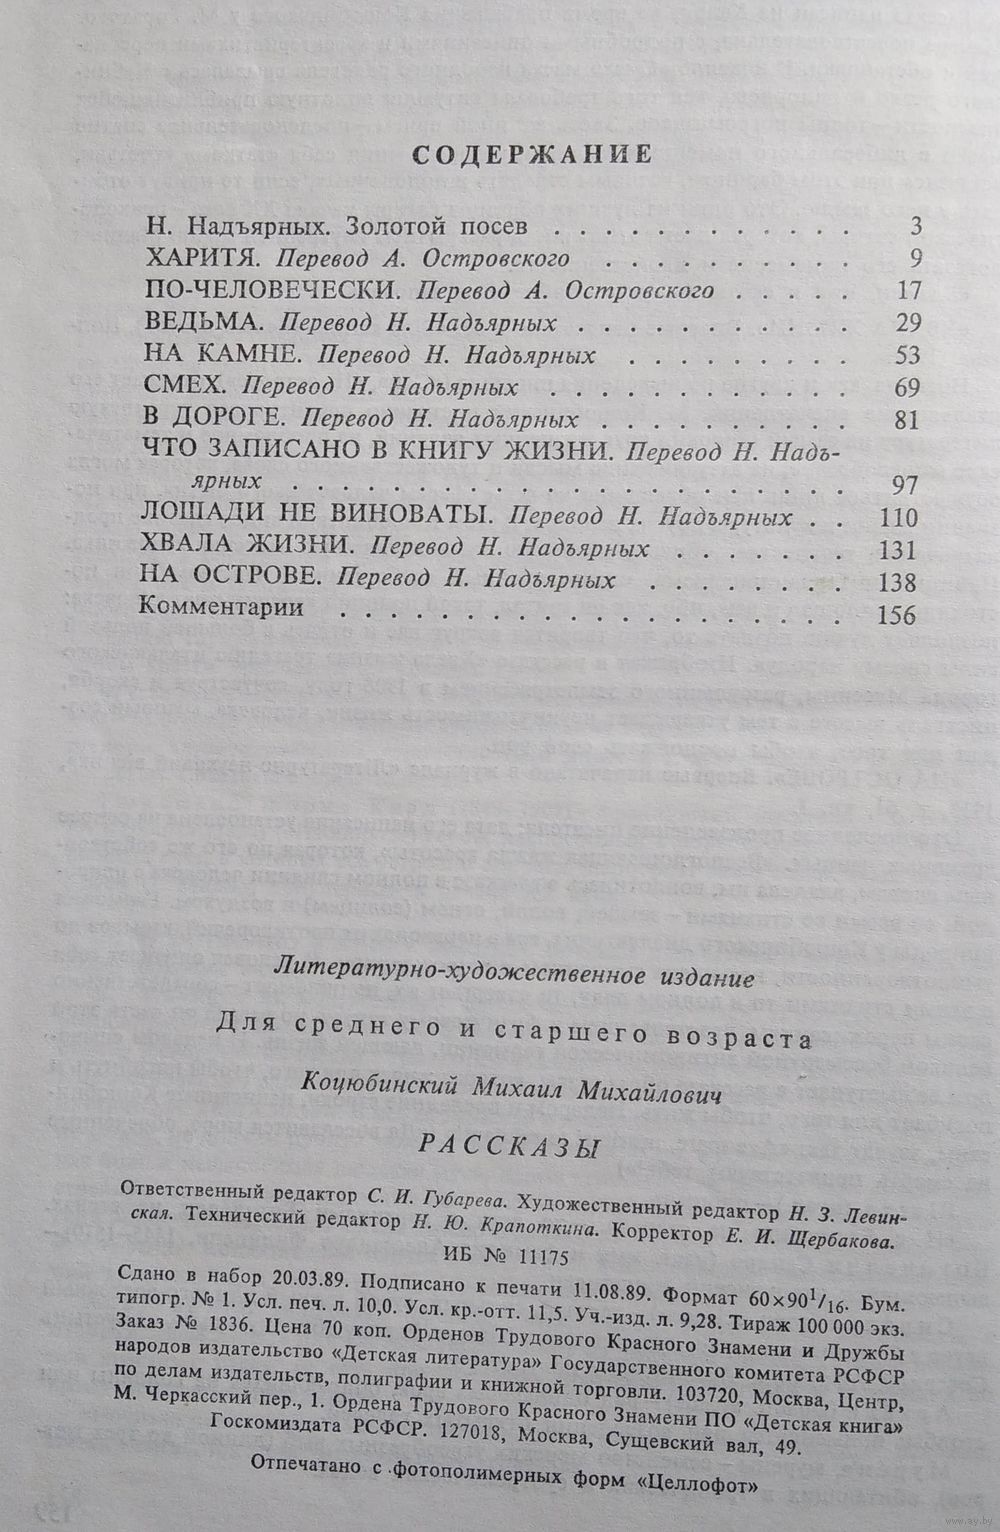 СОДЕРЖАНИЕ
Н. Надъярных. Золотой посев . . . . . . . . . . . . 3
ХАРИТЯ. Перевод А. Островского . . . . . . . . . . 9
ПО-ЧЕЛОВЕЧЕСКИ. Перевод А. Островского . . . . . 17
ВЕДЬМА. Перевод Н. Надъярных . . . . . . . . . . . 29
НА КАМНЕ. Перевод Н. Надъярных . . . . . . . . . 53
СМЕХ. Перевод Н. Надъярных . . . . . . . . . . . . 69
В ДОРОГЕ. Перевод Н. Надъярных . . . . . . . . . . 81
ЧТО ЗАПИСАНО В КНИГУ ЖИЗНИ. Перевод Н. Надъ-
ярных . . . . . . . . . . . . . . . . . . . . . . . 97
ЛОШАДИ НЕ ВИНОВАТЫ. Перевод Н. Надъярных . . 110
ХВАЛА ЖИЗНИ. Перевод Н. Надъярных . . . . . . . 131
НА ОСТРОВЕ. Перевод Н. Надъярных . . . . . . . . 138
Комментарии . . . . . . . . . . . . . . . . . . . . . 156
Литературно-художественное издание
Для среднего и старшего возраста
Коцюбинский Михаил Михайлович
РАССКАЗЫ
Ответственный редактор С. И. Губарева. Художественный редактор Н. З. Левин-
ская. Технический редактор Н. Ю. Крапоткина. Корректор Е. И. Щербакова.
ИБ № 11175
Сдано в набор 20.03.89. Подписано к печати 11.08.89. Формат 60×90¹/₁₆. Бум.
типогр. № 1. Усл. печ. л. 10,0. Усл. кр.-отт. 11,5. Уч.-изд. л. 9,28. Тираж 100 000 экз.
Заказ № 1836. Цена 70 коп. Орденов Трудового Красного Знамени и Дружбы
народов издательство «Детская литература» Государственного комитета РСФСР
по делам издательств, полиграфии и книжной торговли. 103720, Москва, Центр,
М. Черкасский пер., 1. Ордена Трудового Красного Знамени ПО «Детская книга»
Госкомиздата РСФСР. 127018, Москва, Сущевский вал, 49.
Отпечатано с фотополимерных форм «Целлофот»
www.ay.by